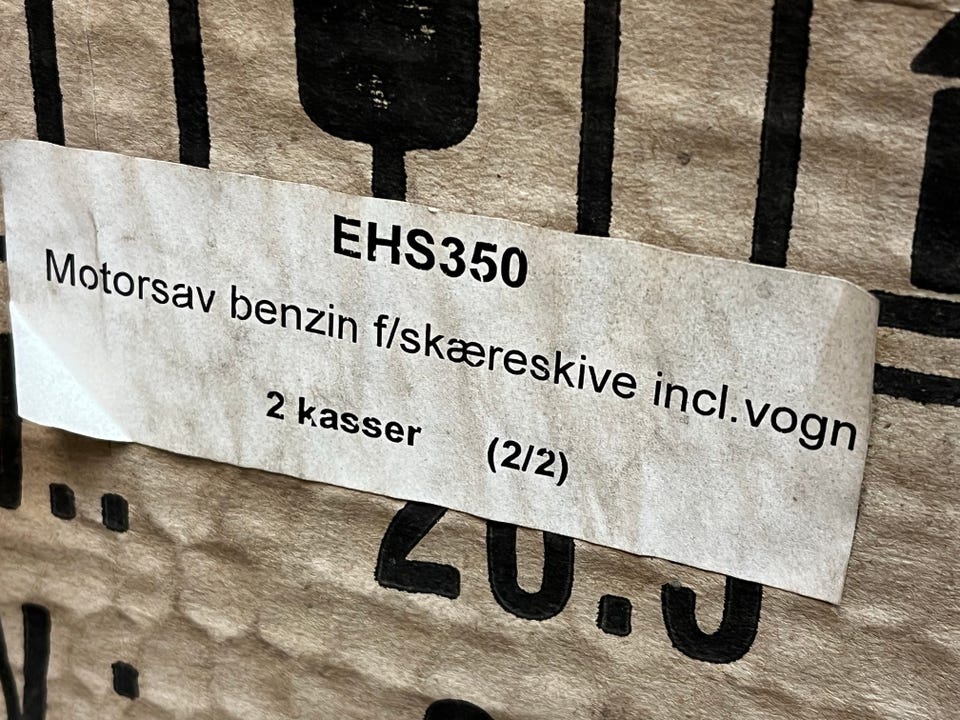 EHS350
Motorsav benzin f/skæreskive incl.vogn
2 kasser (2/2)